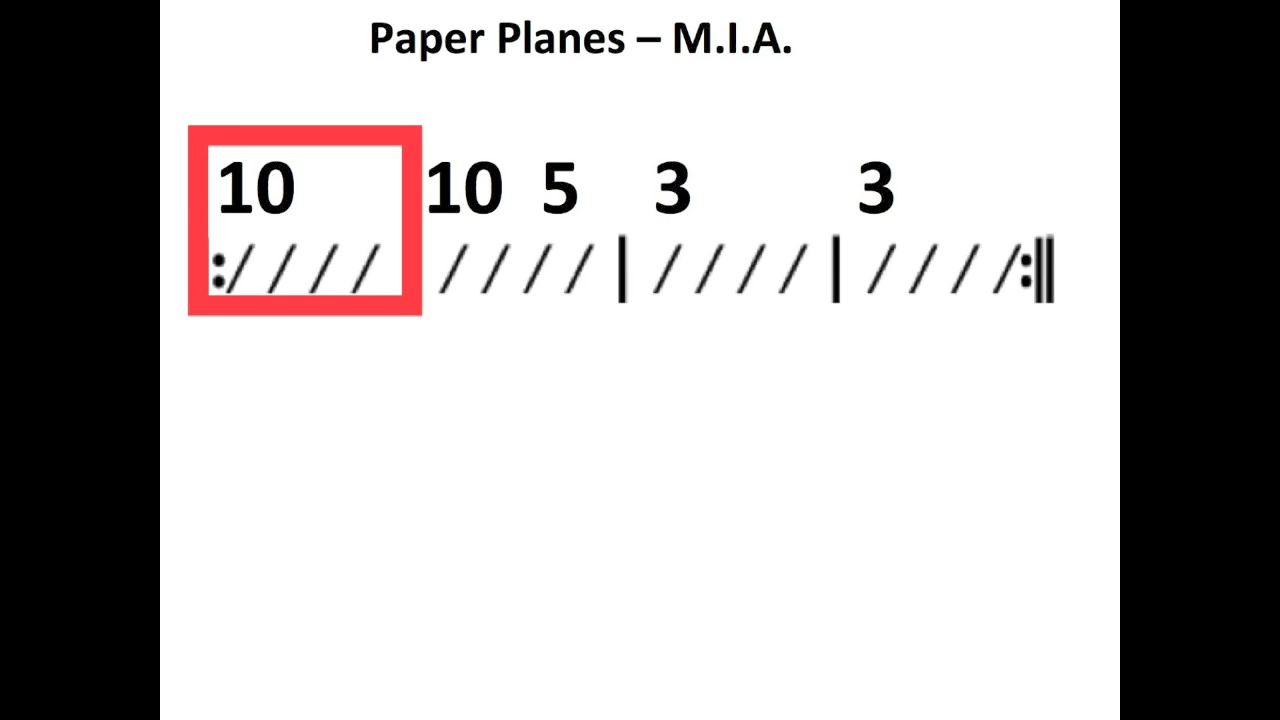 Paper Planes – M.I.A.
10 10 5 3 3
:/ / / / / / / / | / / / / | / / / /:||